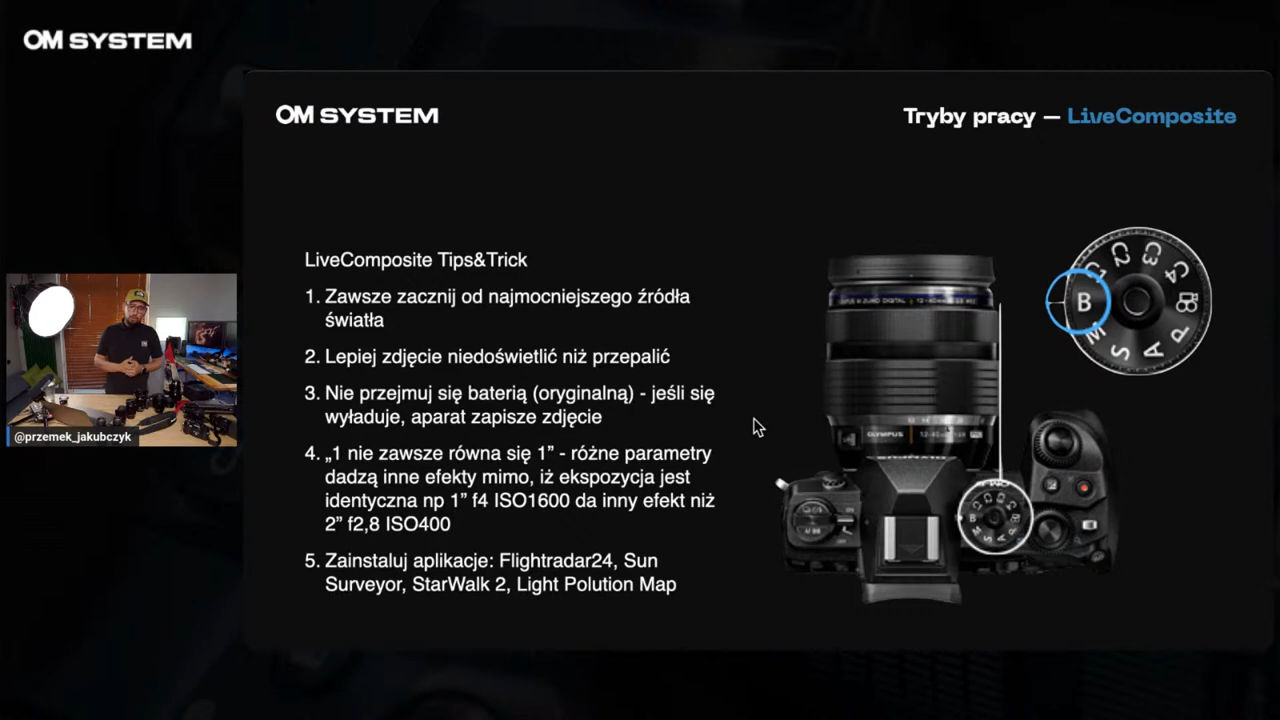 OM SYSTEM
OM SYSTEM
Tryby pracy — LiveComposite
LiveComposite Tips&Trick
1. Zawsze zacznij od najmocniejszego źródła
światła
2. Lepiej zdjęcie niedoświetlić niż przepalić
3. Nie przejmuj się baterią (oryginalną) - jeśli się
wyładuje, aparat zapisze zdjęcie
4. „1 nie zawsze równa się 1” - różne parametry
dadzą inne efekty mimo, iż ekspozycja jest
identyczna np 1” f4 ISO1600 da inny efekt niż
2” f2,8 ISO400
5. Zainstaluj aplikacje: Flightradar24, Sun
Surveyor, StarWalk 2, Light Polution Map
C1 C2 C3 C4
B
M S A P
OLYMPUS
@przemek_jakubczyk